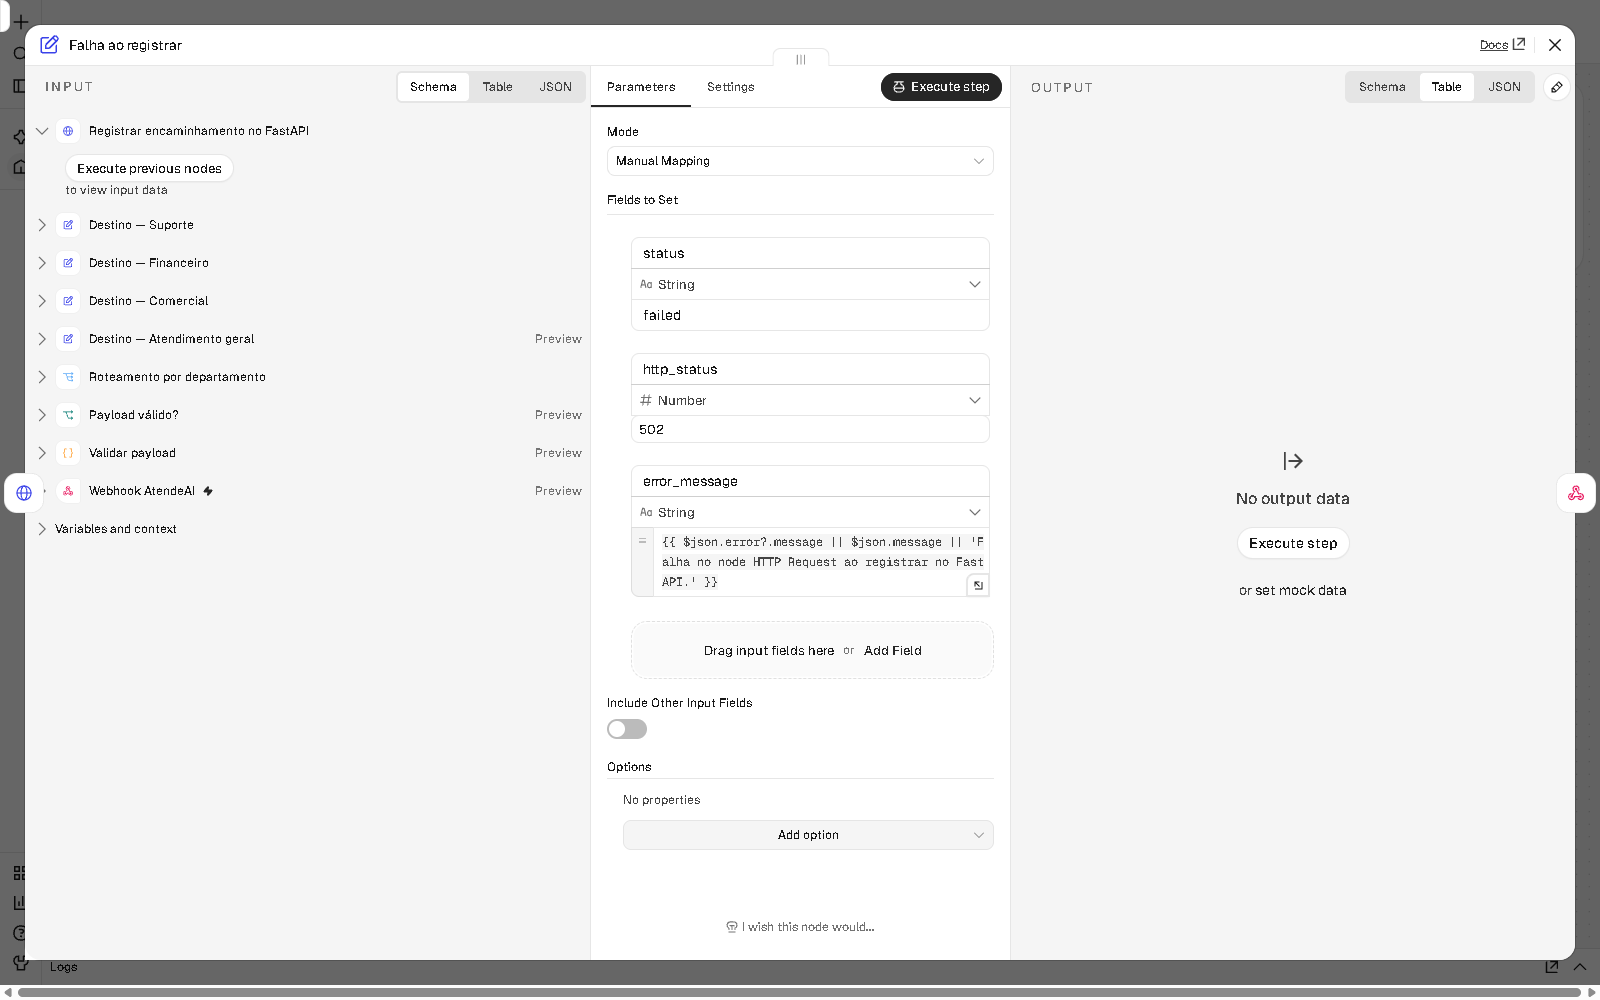 Falha ao registrar
Docs
INPUT
Schema
Table
JSON
Registrar encaminhamento no FastAPI
Execute previous nodes
to view input data
Destino — Suporte
Destino — Financeiro
Destino — Comercial
Destino — Atendimento geral
Preview
Roteamento por departamento
Payload válido?
Preview
Validar payload
Preview
Webhook AtendeAI
Preview
Variables and context
Parameters
Settings
Execute step
Mode
Manual Mapping
Fields to Set
status
Aa String
failed
http_status
# Number
502
error_message
Aa String
= {{ $json.error?.message || $json.message || 'F
alha no node HTTP Request ao registrar no Fast
API.' }}
Drag input fields here or Add Field
Include Other Input Fields
Options
No properties
Add option
I wish this node would...
OUTPUT
Schema
Table
JSON
No output data
Execute step
or set mock data
Logs